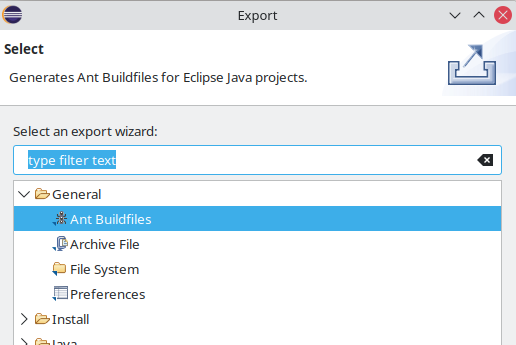 Export
Select
Generates Ant Buildfiles for Eclipse Java projects.
Select an export wizard:
type filter text
General
Ant Buildfiles
Archive File
File System
Preferences
Install
Java